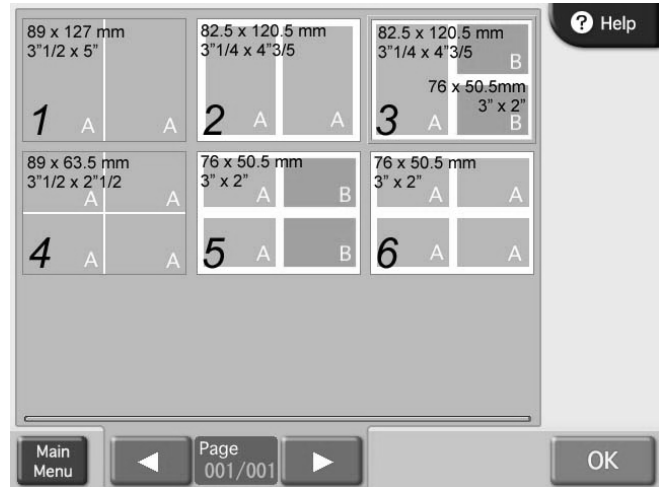 ? Help
89 x 127 mm
3"1/2 x 5"
1 A A
82.5 x 120.5 mm
3"1/4 x 4"3/5
2 A A
82.5 x 120.5 mm
3"1/4 x 4"3/5
B
76 x 50.5mm
3" x 2"
3 A B
89 x 63.5 mm
3"1/2 x 2"1/2
A A
4 A A
76 x 50.5 mm
3" x 2"
A B
5 A B
76 x 50.5 mm
3" x 2"
A A
6 A A
Main
Menu
Page
001/001
OK